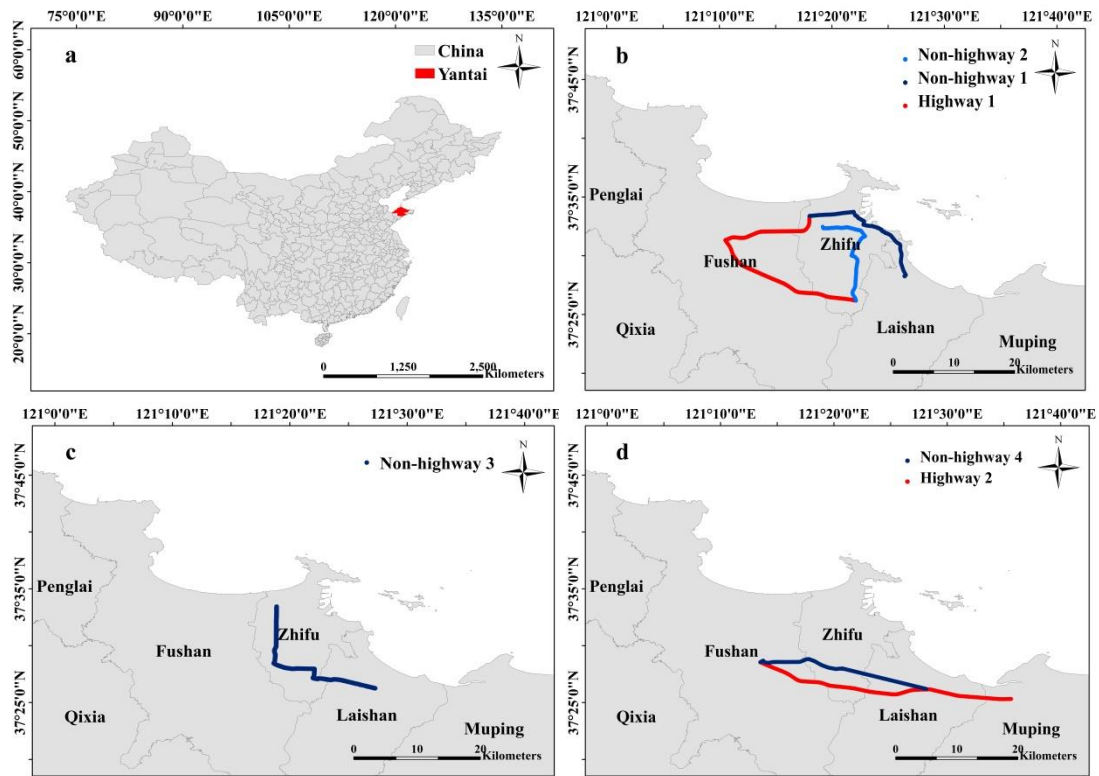 75°0'0"E 90°0'0"E 105°0'0"E 120°0'0"E 135°0'0"E
60°0'0"N
50°0'0"N
40°0'0"N
30°0'0"N
20°0'0"N
a
N
China
Yantai
0 1,250 2,500
Kilometers
121°0'0"E 121°10'0"E 121°20'0"E 121°30'0"E 121°40'0"E
37°45'0"N
37°35'0"N
37°25'0"N
b
N
Non-highway 2
Non-highway 1
Highway 1
Penglai
Zhifu
Fushan
Qixia
Laishan
Muping
0 10 20
Kilometers
121°0'0"E 121°10'0"E 121°20'0"E 121°30'0"E 121°40'0"E
37°45'0"N
37°35'0"N
37°25'0"N
c
N
Non-highway 3
Penglai
Zhifu
Fushan
Qixia
Laishan
Muping
0 10 20
Kilometers
121°0'0"E 121°10'0"E 121°20'0"E 121°30'0"E 121°40'0"E
37°45'0"N
37°35'0"N
37°25'0"N
d
N
Non-highway 4
Highway 2
Penglai
Zhifu
Fushan
Qixia
Laishan
Muping
0 10 20
Kilometers